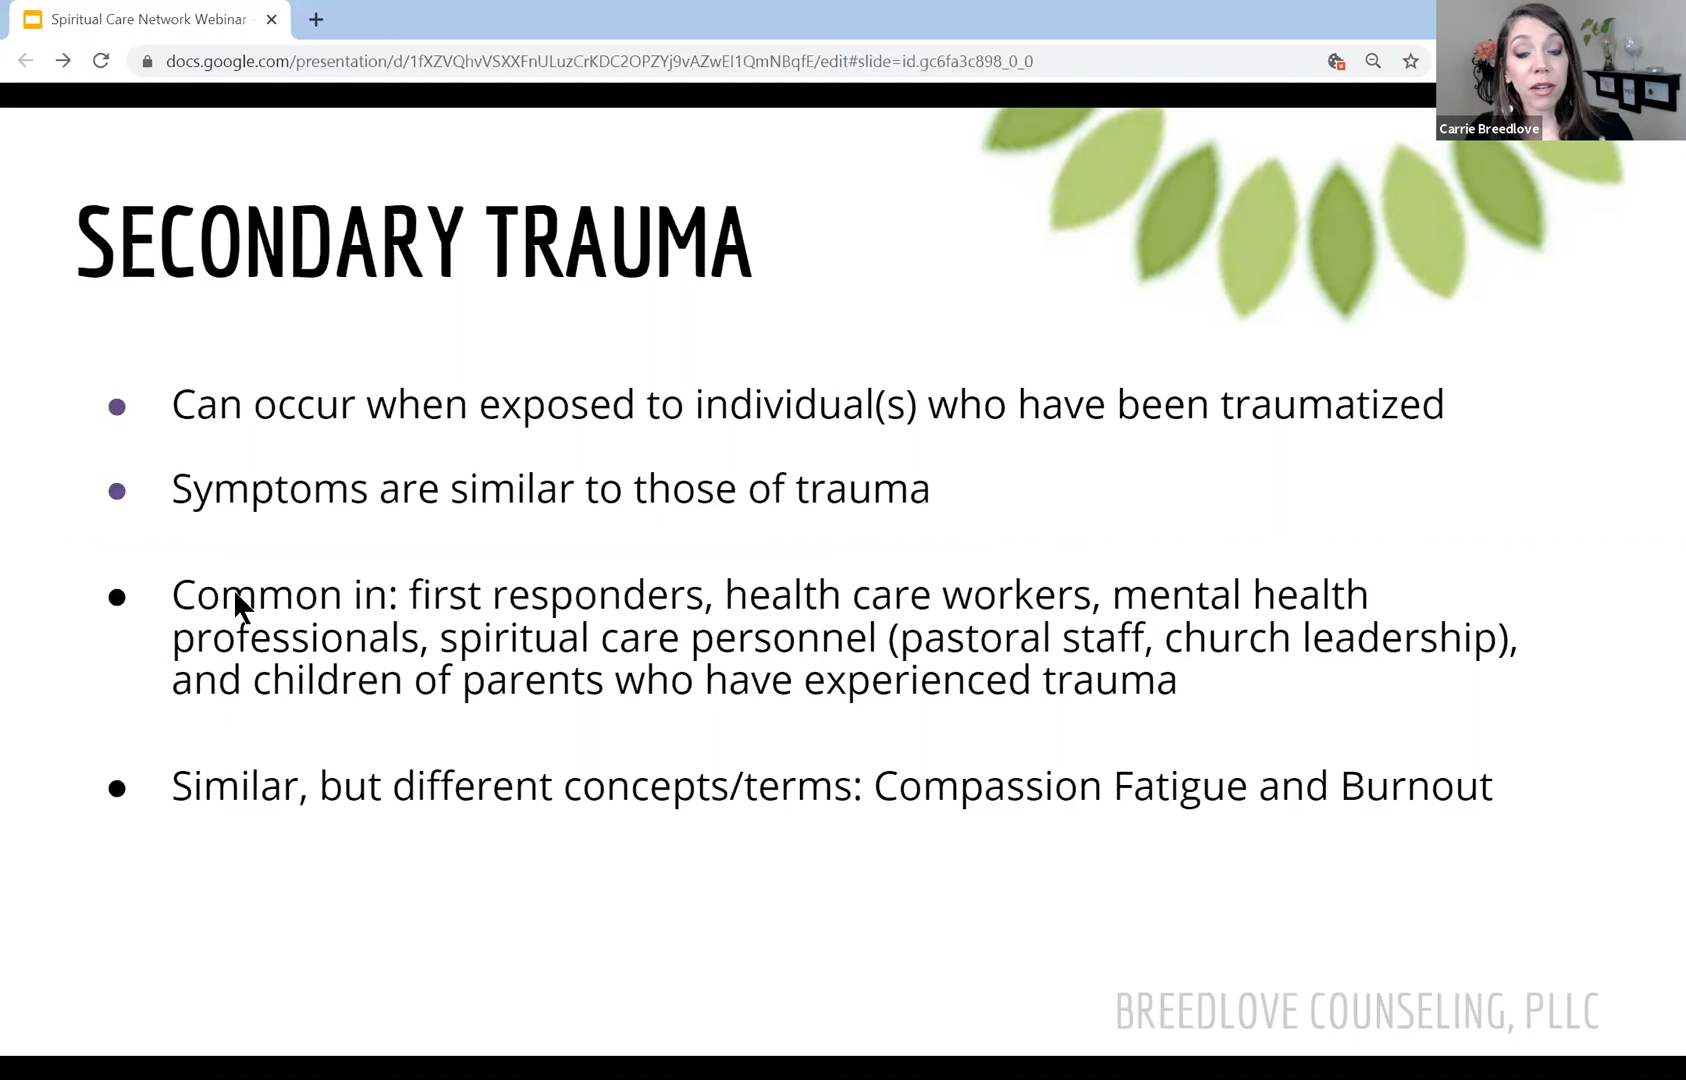 Spiritual Care Network Webinar
docs.google.com/presentation/d/1fXZVQhvVSXXFnULuzCrKDC2OPZYj9vAZwEI1QmNBqfE/edit#slide=id.gc6fa3c898_0_0
Carrie Breedlove
SECONDARY TRAUMA
● Can occur when exposed to individual(s) who have been traumatized
● Symptoms are similar to those of trauma
● Common in: first responders, health care workers, mental health
professionals, spiritual care personnel (pastoral staff, church leadership),
and children of parents who have experienced trauma
● Similar, but different concepts/terms: Compassion Fatigue and Burnout
BREEDLOVE COUNSELING, PLLC